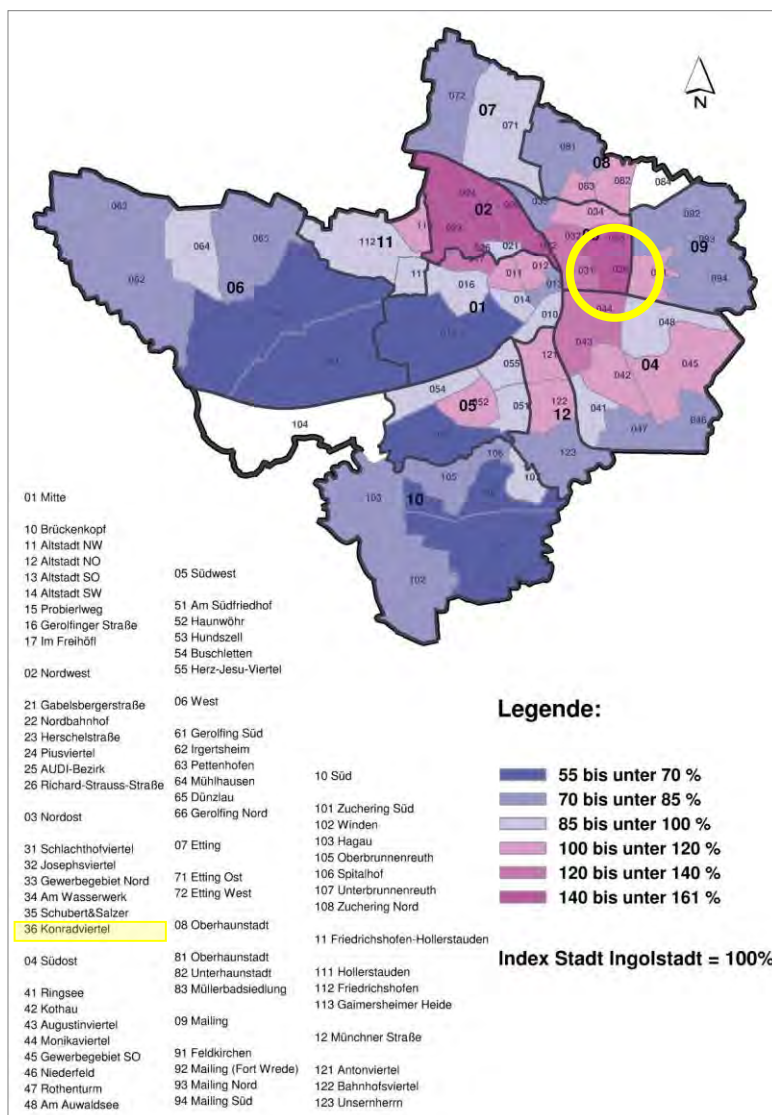 N
072
07
071
081
08
082
083
084
063
064
065
062
06
02
034
092
09
094
112
11
021
011
012
016
014
01
010
031
036
044
043
048
04
045
042
041
047
046
121
122
12
123
055
054
05
052
051
104
106
105
103
10
102
01 Mitte
10 Brückenkopf
11 Altstadt NW
12 Altstadt NO
13 Altstadt SO
14 Altstadt SW
15 Probierlweg
16 Gerolfinger Straße
17 Im Freihöfl
02 Nordwest
21 Gabelsbergerstraße
22 Nordbahnhof
23 Herschelstraße
24 Piusviertel
25 AUDI-Bezirk
26 Richard-Strauss-Straße
03 Nordost
31 Schlachthofviertel
32 Josephsviertel
33 Gewerbegebiet Nord
34 Am Wasserwerk
35 Schubert&Salzer
36 Konradviertel
04 Südost
41 Ringsee
42 Kothau
43 Augustinviertel
44 Monikaviertel
45 Gewerbegebiet SO
46 Niederfeld
47 Rothenturm
48 Am Auwaldsee
05 Südwest
51 Am Südfriedhof
52 Haunwöhr
53 Hundszell
54 Buschletten
55 Herz-Jesu-Viertel
06 West
61 Gerolfing Süd
62 Irgertsheim
63 Pettenhofen
64 Mühlhausen
65 Dünzlau
66 Gerolfing Nord
07 Etting
71 Etting Ost
72 Etting West
08 Oberhaunstadt
81 Oberhaunstadt
82 Unterhaunstadt
83 Müllerbadsiedlung
09 Mailing
91 Feldkirchen
92 Mailing (Fort Wrede)
93 Mailing Nord
94 Mailing Süd
10 Süd
101 Zuchering Süd
102 Winden
103 Hagau
105 Oberbrunnenreuth
106 Spitalhof
107 Unterbrunnenreuth
108 Zuchering Nord
11 Friedrichshofen-Hollerstauden
111 Hollerstauden
112 Friedrichshofen
113 Gaimersheimer Heide
12 Münchner Straße
121 Antonviertel
122 Bahnhofsviertel
123 Unsernherrn
Legende:
55 bis unter 70 %
70 bis unter 85 %
85 bis unter 100 %
100 bis unter 120 %
120 bis unter 140 %
140 bis unter 161 %
Index Stadt Ingolstadt = 100%